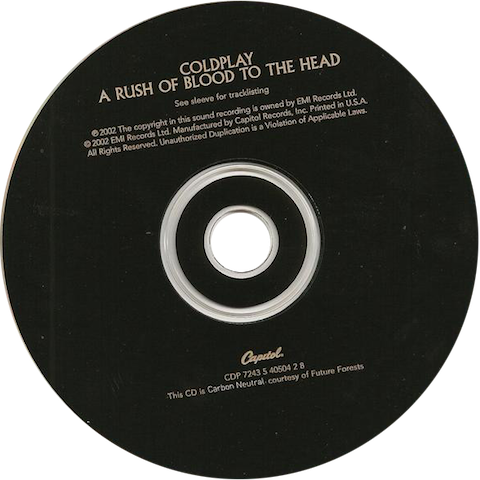 COLDPLAY
A RUSH OF BLOOD TO THE HEAD
See sleeve for tracklisting
℗ 2002 The copyright in this sound recording is owned by EMI Records Ltd.
© 2002 EMI Records Ltd. Manufactured by Capitol Records, Inc. Printed in U.S.A.
All Rights Reserved. Unauthorized Duplication is a Violation of Applicable Laws.
Capitol.
CDP 7243 5 40504 2 8
This CD is Carbon Neutral courtesy of Future Forests